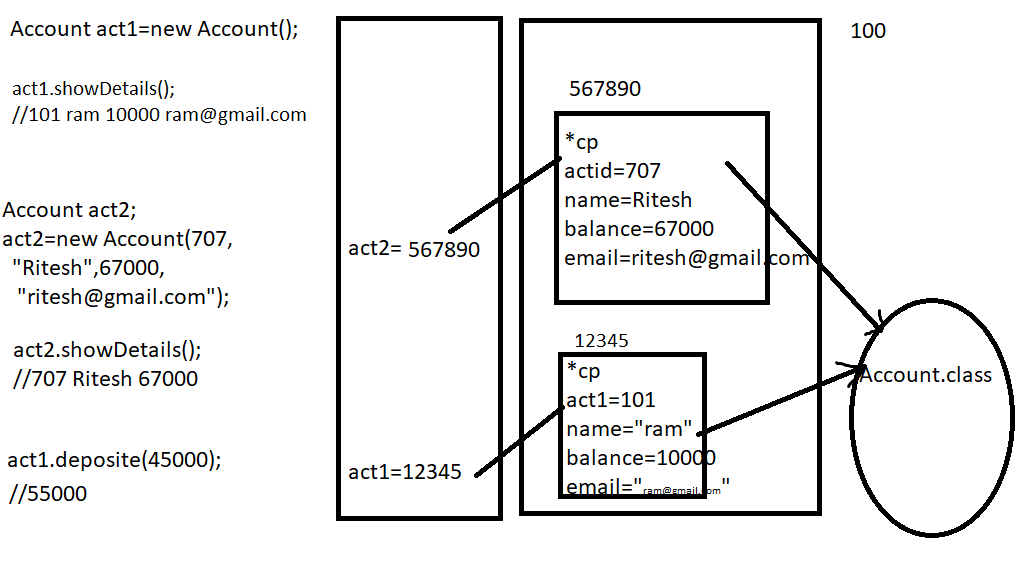 Account act1=new Account();
act1.showDetails();
//101 ram 10000 ram@gmail.com
Account act2;
act2=new Account(707,
"Ritesh",67000,
"ritesh@gmail.com");
act2.showDetails();
//707 Ritesh 67000
act1.deposite(45000);
//55000
act2= 567890
act1=12345
567890
*cp
actid=707
name=Ritesh
balance=67000
email=ritesh@gmail.com
12345
*cp
act1=101
name="ram"
balance=10000
email="ram@gmail.com"
100
Account.class